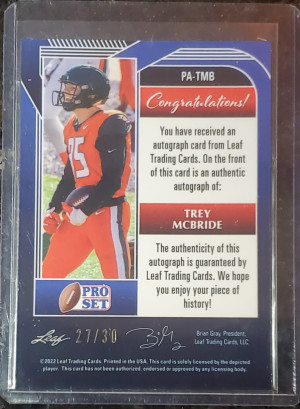 PA-TMB
Congratulations!
You have received an
autograph card from Leaf
Trading Cards. On the front
of this card is an authentic
autograph of:
TREY
MCBRIDE
The authenticity of this
autograph is guaranteed by
Leaf Trading Cards. We hope
you enjoy your piece of
history!
85
PRO
SET
Leaf
27/30
Brian Gray, President,
Leaf Trading Cards, LLC
©2022 Leaf Trading Cards. Printed in the USA. This card is solely licensed by the depicted
player. This card has not been authorized, endorsed or approved by any licensing body.